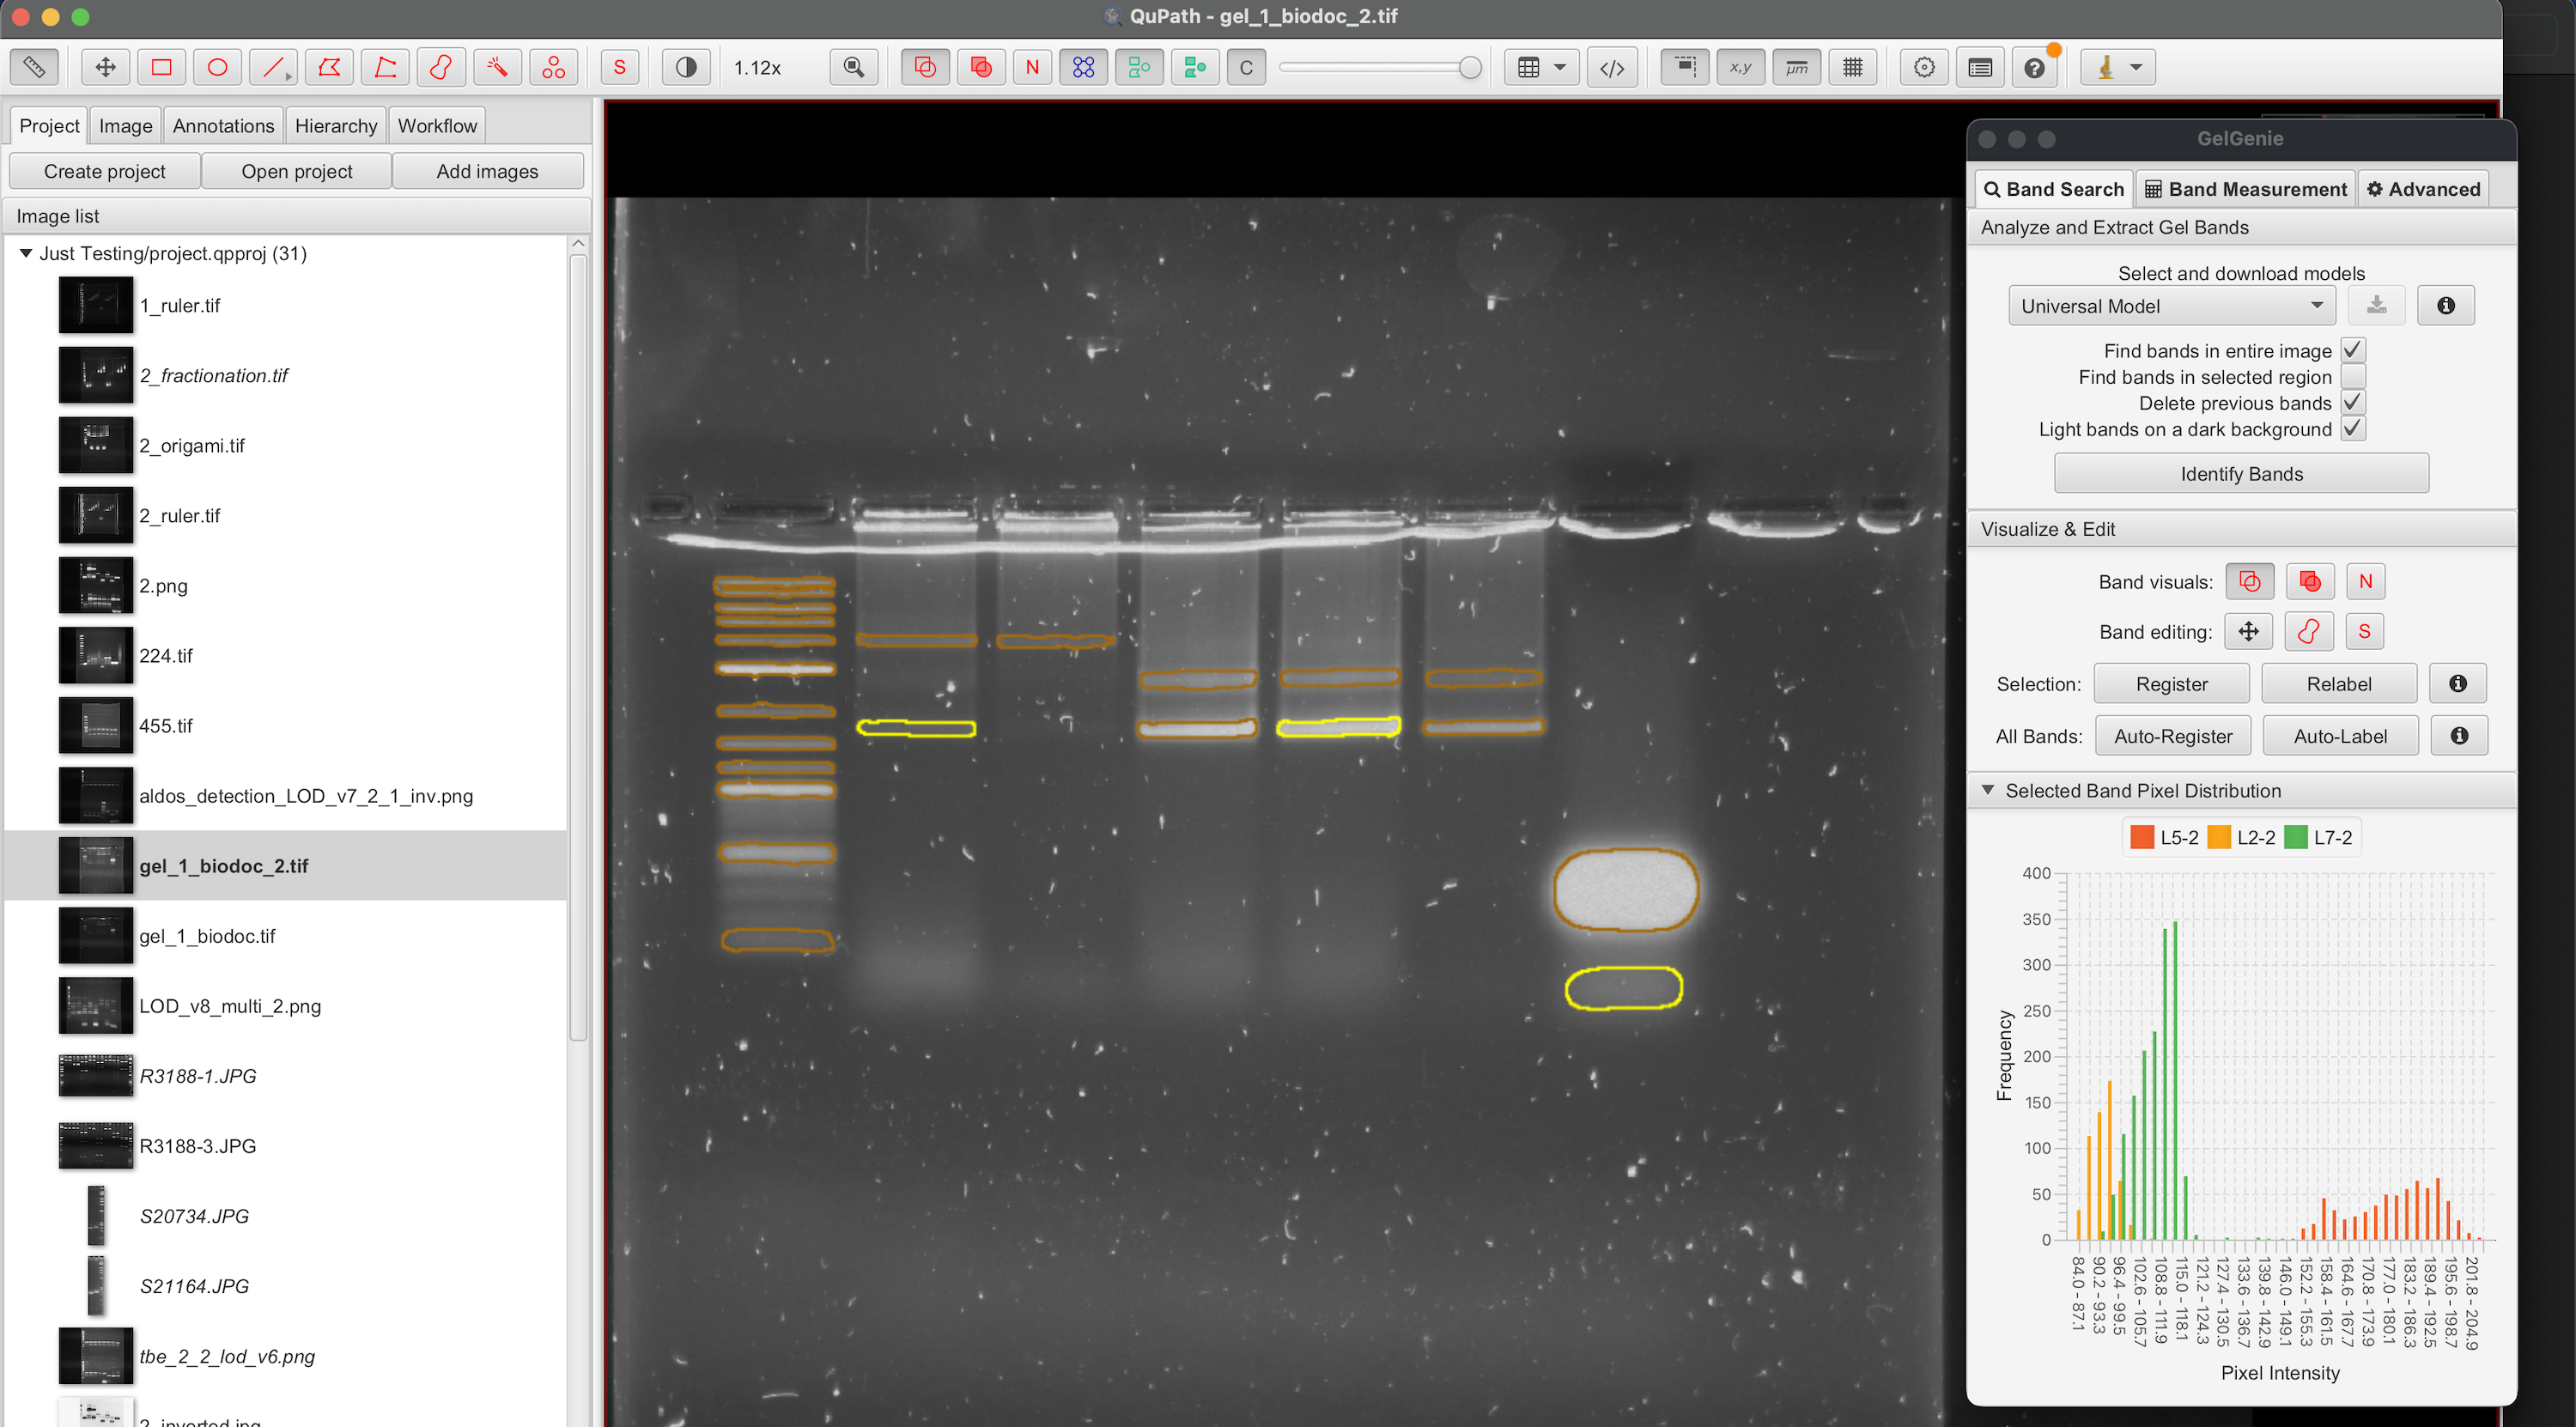 QuPath - gel_1_biodoc_2.tif
S
1.12x
N
C
x,y
μm
Project
Image
Annotations
Hierarchy
Workflow
Create project
Open project
Add images
Image list
Just Testing/project.qpproj (31)
1_ruler.tif
2_fractionation.tif
2_origami.tif
2_ruler.tif
2.png
224.tif
455.tif
aldos_detection_LOD_v7_2_1_inv.png
gel_1_biodoc_2.tif
gel_1_biodoc.tif
LOD_v8_multi_2.png
R3188-1.JPG
R3188-3.JPG
S20734.JPG
S21164.JPG
tbe_2_2_lod_v6.png
2_inverted.jpg
GelGenie
Band Search
Band Measurement
Advanced
Analyze and Extract Gel Bands
Select and download models
Universal Model
Find bands in entire image
Find bands in selected region
Delete previous bands
Light bands on a dark background
Identify Bands
Visualize & Edit
Band visuals:
N
Band editing:
S
Selection:
Register
Relabel
All Bands:
Auto-Register
Auto-Label
Selected Band Pixel Distribution
L5-2
L2-2
L7-2
400
350
300
250
200
150
100
50
0
Frequency
84.0 - 87.1
90.2 - 93.3
96.4 - 99.5
102.6 - 105.7
108.8 - 111.9
115.0 - 118.1
121.2 - 124.3
127.4 - 130.5
133.6 - 136.7
139.8 - 142.9
146.0 - 149.1
152.2 - 155.3
158.4 - 161.5
164.6 - 167.7
170.8 - 173.9
177.0 - 180.1
183.2 - 186.3
189.4 - 192.5
195.6 - 198.7
201.8 - 204.9
Pixel Intensity